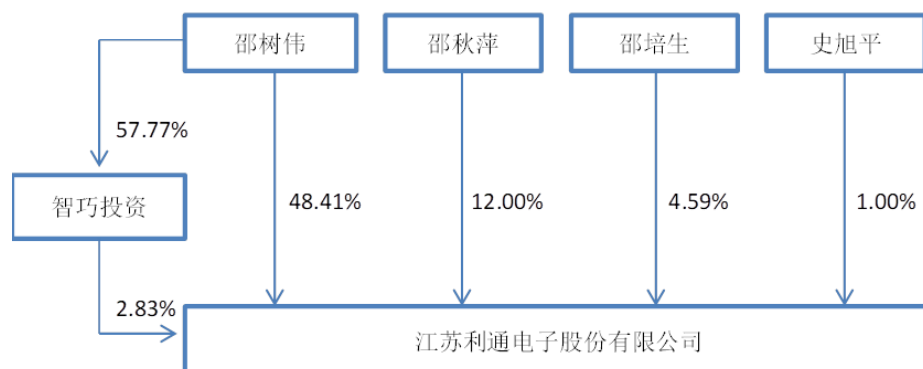 邵树伟
邵秋萍
邵培生
史旭平
57.77%
智巧投资
48.41%
12.00%
4.59%
1.00%
2.83%
江苏利通电子股份有限公司